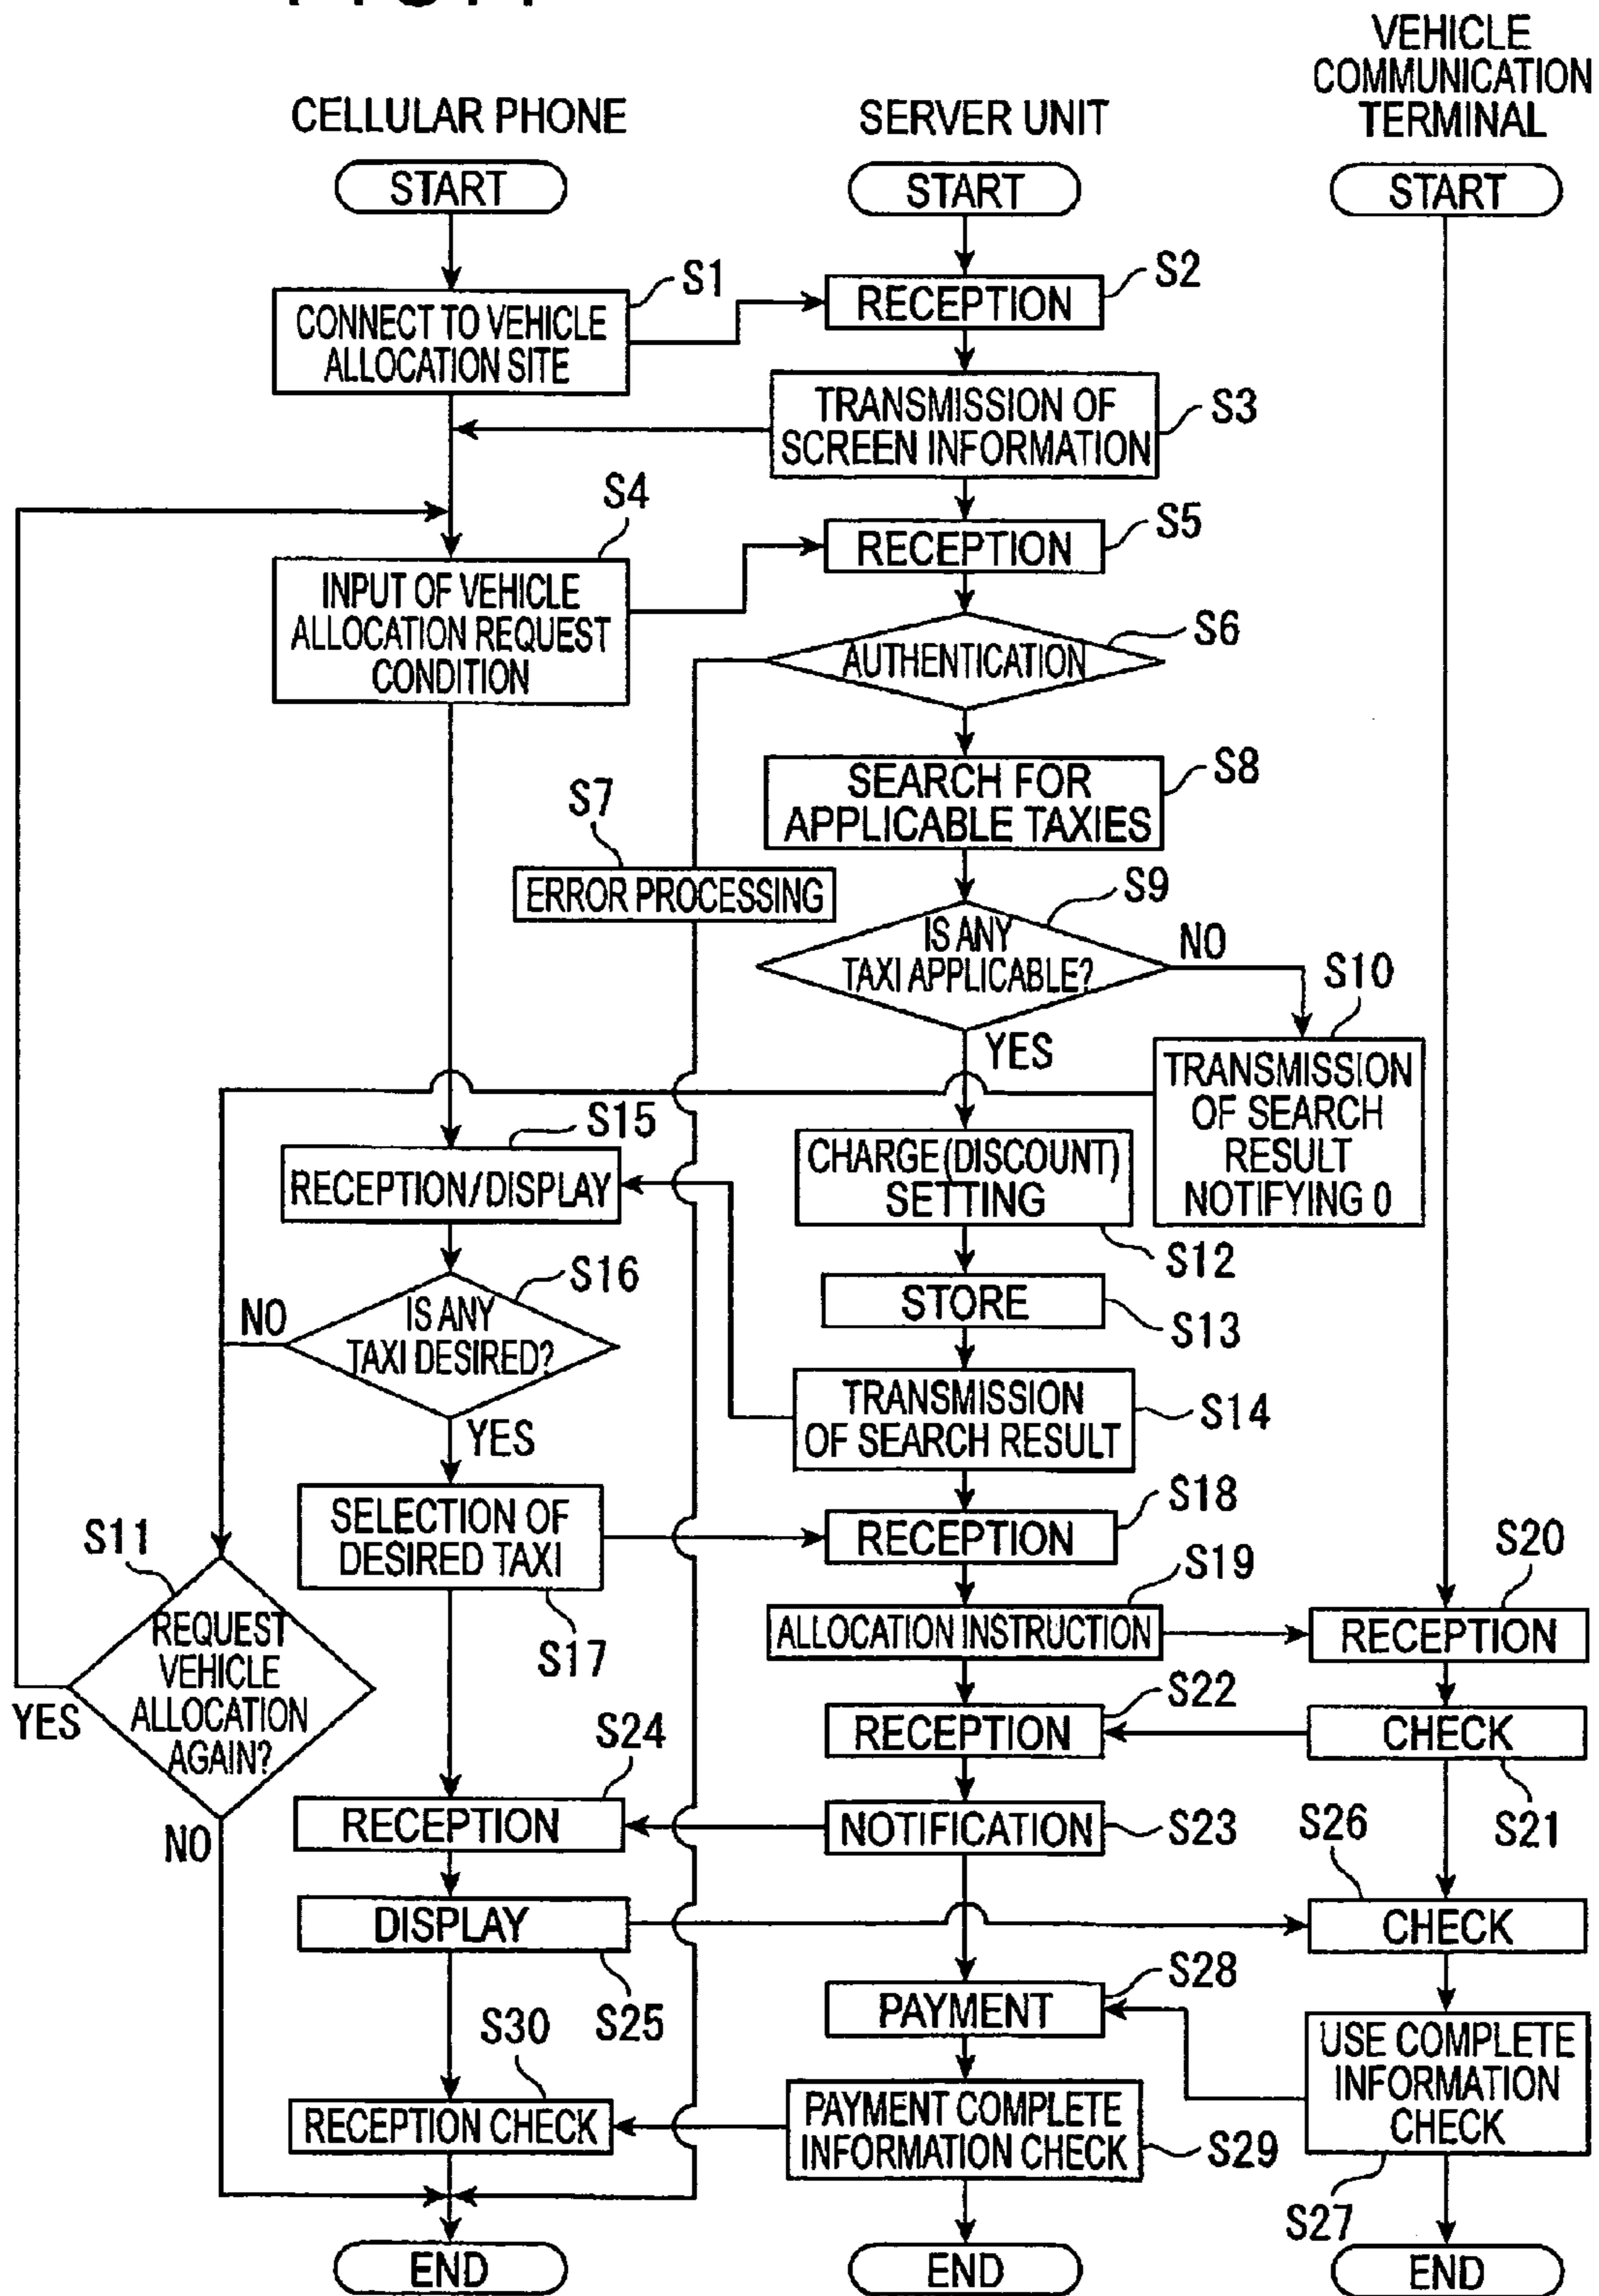 CELLULAR PHONE
SERVER UNIT
VEHICLE
COMMUNICATION
TERMINAL
START
START
START
S1
CONNECT TO VEHICLE
ALLOCATION SITE
S2
RECEPTION
TRANSMISSION OF
SCREEN INFORMATION
S3
S4
INPUT OF VEHICLE
ALLOCATION REQUEST
CONDITION
S5
RECEPTION
S6
AUTHENTICATION
S7
ERROR PROCESSING
S8
SEARCH FOR
APPLICABLE TAXIES
S9
IS ANY
TAXI APPLICABLE?
NO
YES
S10
TRANSMISSION
OF SEARCH
RESULT
NOTIFYING 0
S15
RECEPTION/DISPLAY
CHARGE(DISCOUNT)
SETTING
S12
S16
IS ANY
TAXI DESIRED?
NO
YES
STORE
S13
TRANSMISSION
OF SEARCH RESULT
S14
S11
REQUEST
VEHICLE
ALLOCATION
AGAIN?
YES
NO
SELECTION OF
DESIRED TAXI
S17
S18
RECEPTION
S19
ALLOCATION INSTRUCTION
S20
RECEPTION
S22
RECEPTION
CHECK
S21
S24
RECEPTION
NOTIFICATION
S23
DISPLAY
S25
S26
CHECK
S28
PAYMENT
USE COMPLETE
INFORMATION
CHECK
S27
S30
RECEPTION CHECK
PAYMENT COMPLETE
INFORMATION CHECK
S29
END
END
END